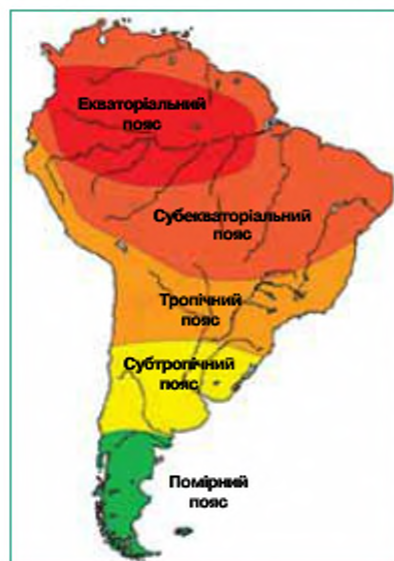 Екваторіальний
пояс
Субекваторіальний
пояс
Тропічний
пояс
Субтропічний
пояс
Помірний
пояс